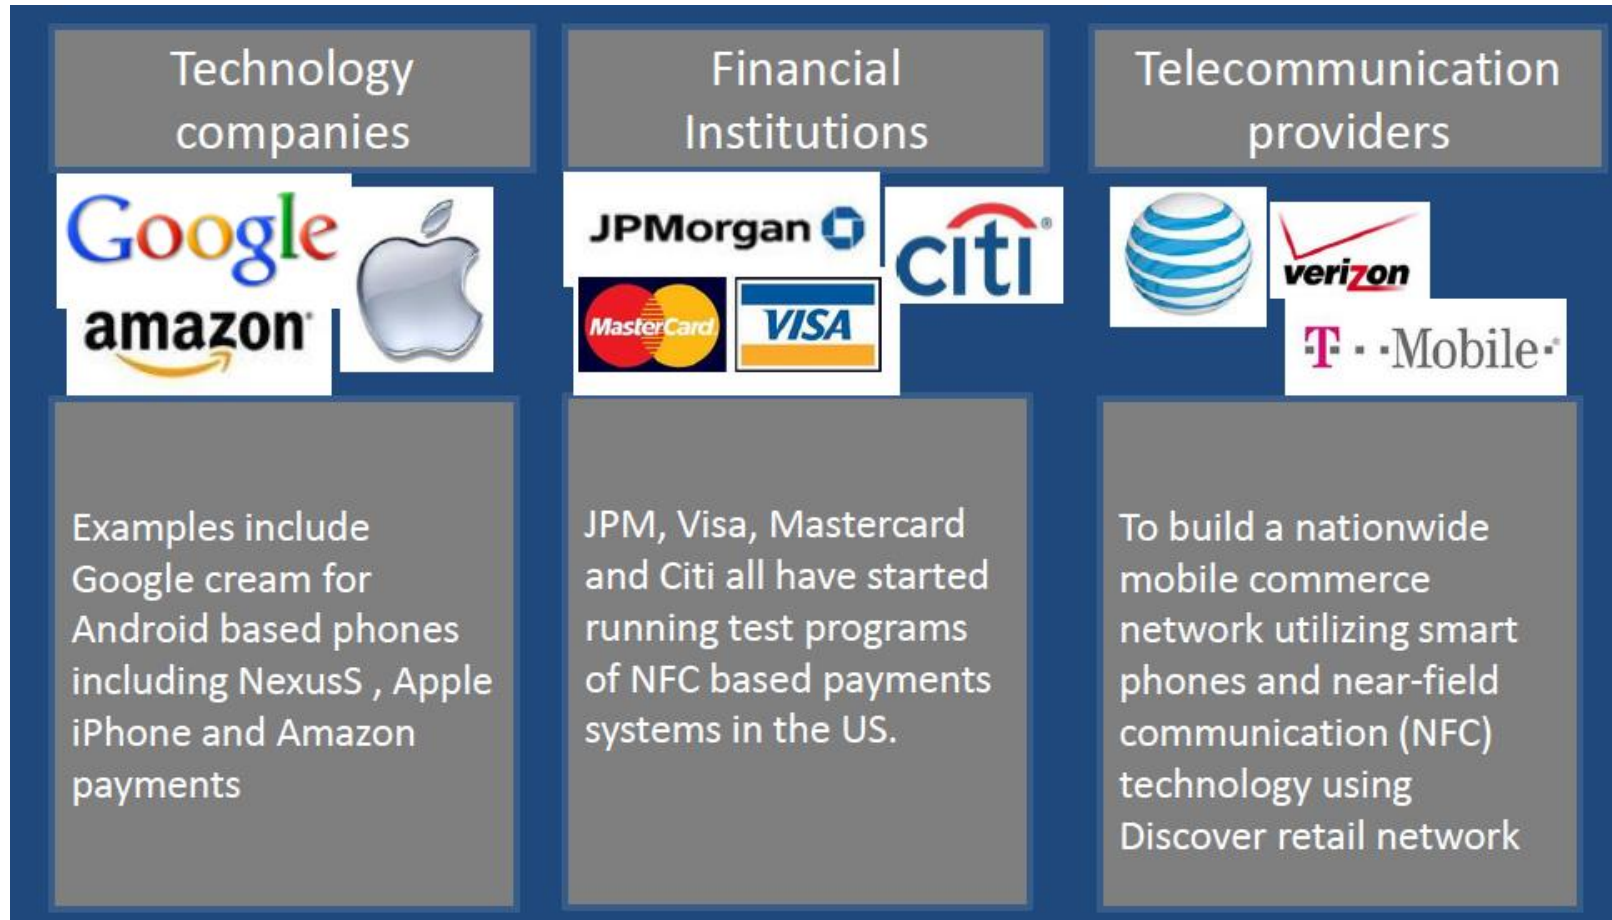 Technology
companies
Google
amazon
Examples include
Google cream for
Android based phones
including NexusS , Apple
iPhone and Amazon
payments
Financial
Institutions
JPMorgan
citi®
MasterCard
VISA
JPM, Visa, Mastercard
and Citi all have started
running test programs
of NFC based payments
systems in the US.
Telecommunication
providers
verizon
T··Mobile·
To build a nationwide
mobile commerce
network utilizing smart
phones and near-field
communication (NFC)
technology using
Discover retail network